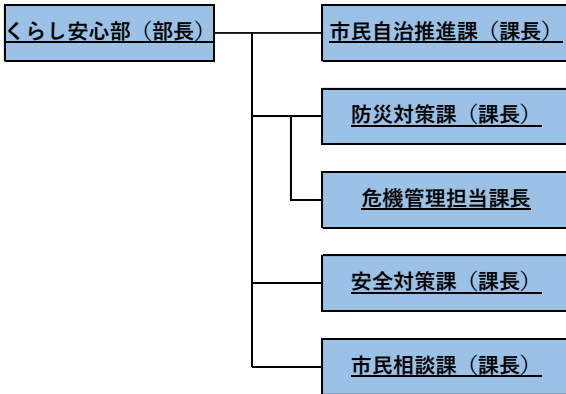 くらし安心部（部長）
市民自治推進課（課長）
防災対策課（課長）
危機管理担当課長
安全対策課（課長）
市民相談課（課長）